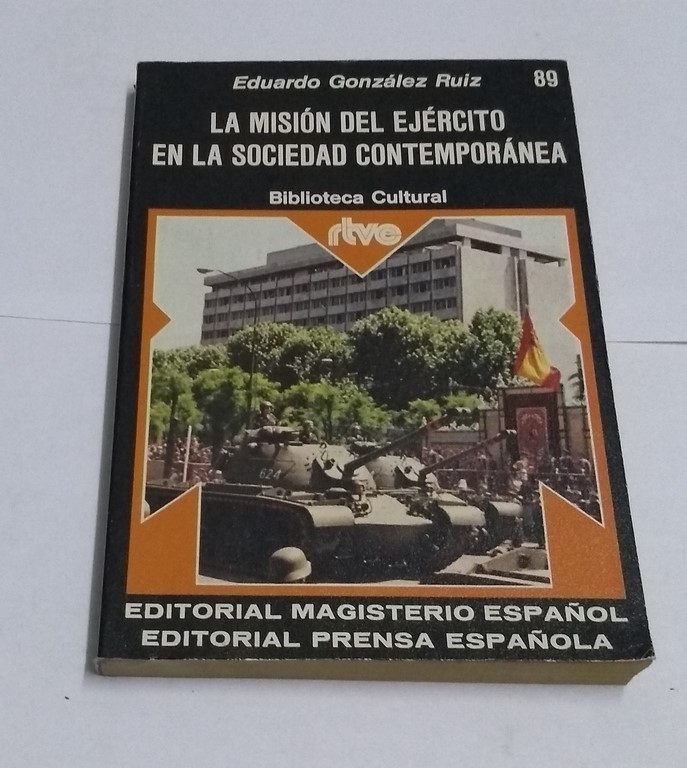 Eduardo González Ruiz 89
LA MISIÓN DEL EJÉRCITO
EN LA SOCIEDAD CONTEMPORÁNEA
Biblioteca Cultural
rtve
624
EDITORIAL MAGISTERIO ESPAÑOL
EDITORIAL PRENSA ESPAÑOLA